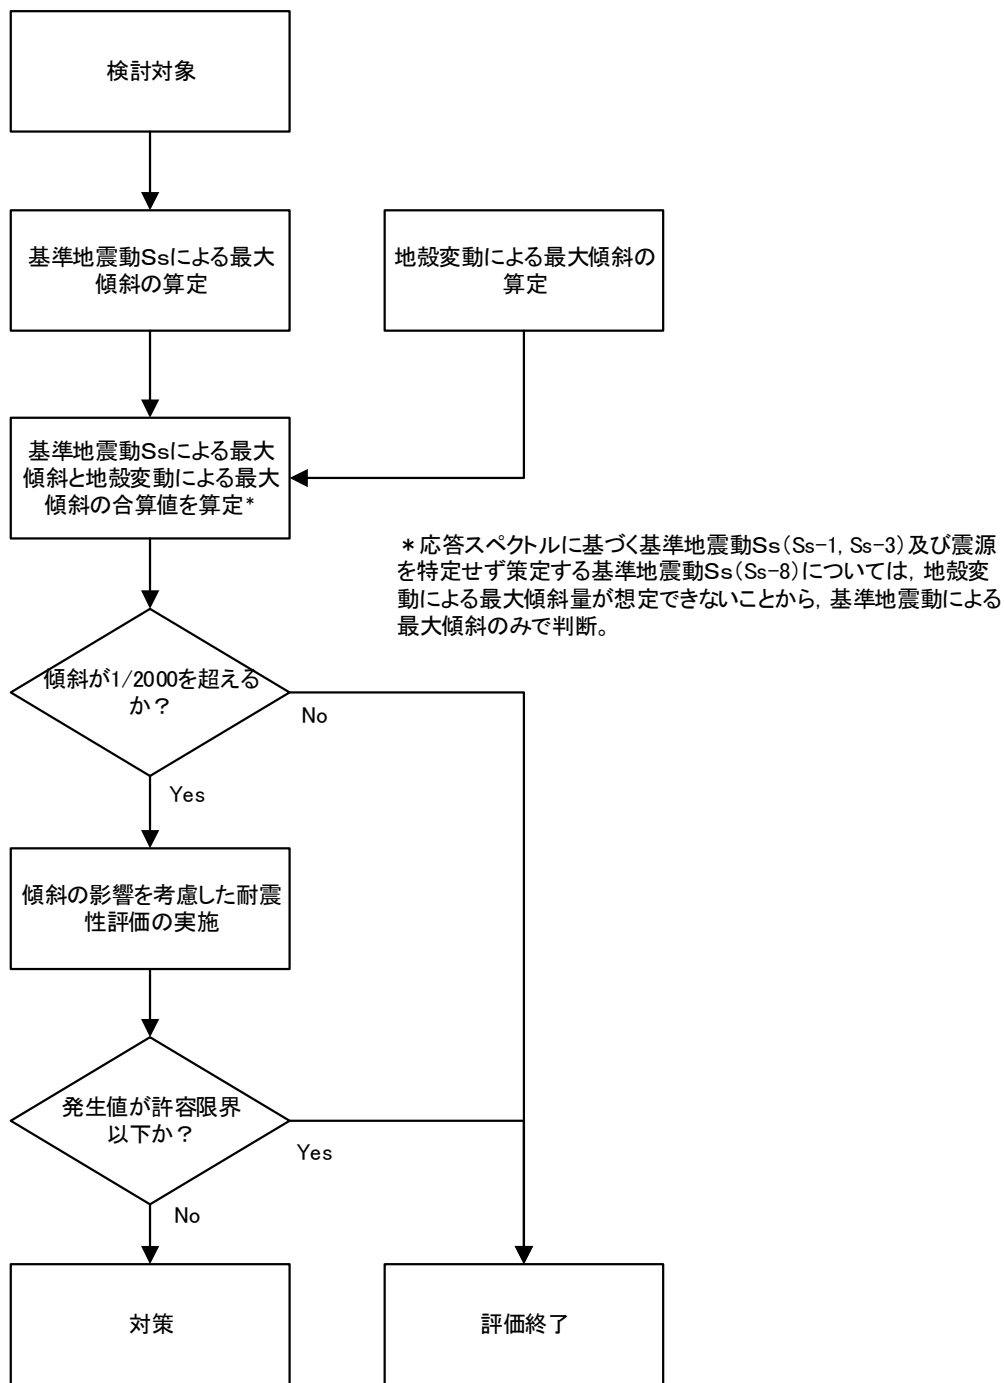 検討対象
基準地震動Ssによる最大
傾斜の算定
地殻変動による最大傾斜の
算定
基準地震動Ssによる最大
傾斜と地殻変動による最大
傾斜の合算値を算定*
＊応答スペクトルに基づく基準地震動Ss(Ss-1, Ss-3)及び震源
を特定せず策定する基準地震動Ss(Ss-8)については，地殻変
動による最大傾斜量が想定できないことから，基準地震動による
最大傾斜のみで判断。
傾斜が1/2000を超える
か？
No
Yes
傾斜の影響を考慮した耐震
性評価の実施
発生値が許容限界
以下か？
Yes
No
対策
評価終了